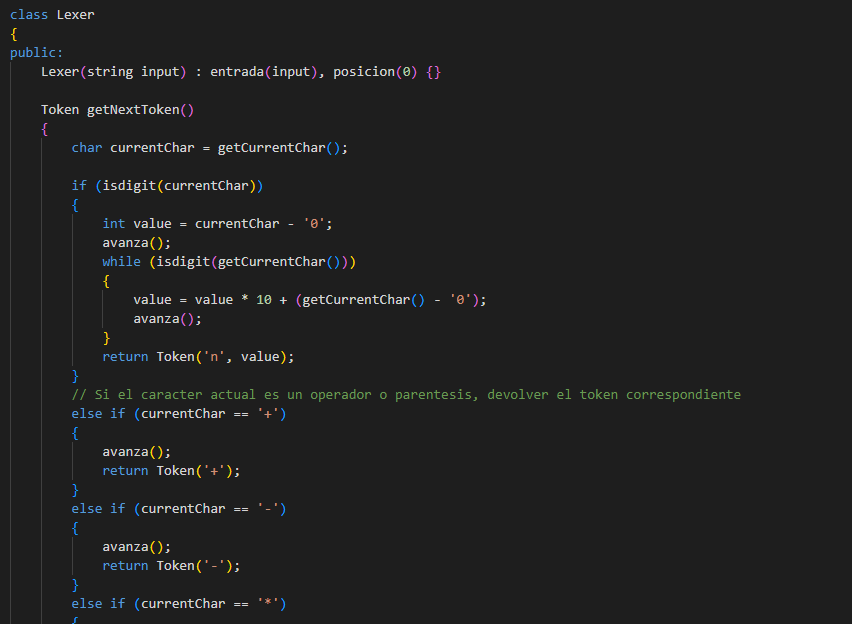 class Lexer
{
public:
    Lexer(string input) : entrada(input), posicion(0) {}

    Token getNextToken()
    {
        char currentChar = getCurrentChar();

        if (isdigit(currentChar))
        {
            int value = currentChar - '0';
            avanza();
            while (isdigit(getCurrentChar()))
            {
                value = value * 10 + (getCurrentChar() - '0');
                avanza();
            }
            return Token('n', value);
        }
        // Si el caracter actual es un operador o parentesis, devolver el token correspondiente
        else if (currentChar == '+')
        {
            avanza();
            return Token('+');
        }
        else if (currentChar == '-')
        {
            avanza();
            return Token('-');
        }
        else if (currentChar == '*')
        {